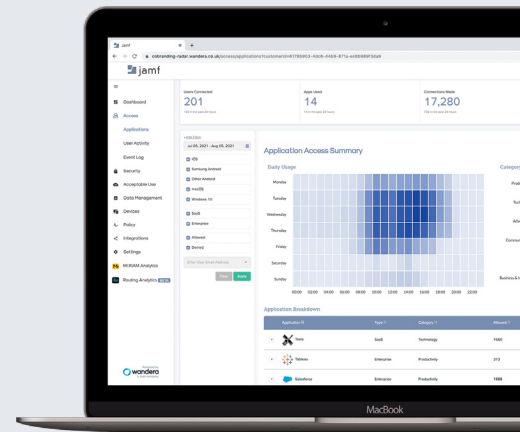 jamf
cobranding-radar.wandera.co.uk/access/applications?customerId=
jamf
Users Connected
Apps Used
Connections Made
201
14
17,280
Dashboard
Access
Applications
User Activity
Event Log
Security
Acceptable Use
Data Management
Devices
Policy
Integrations
Settings
MI:RIAM Analytics
Routing Analytics BETA
Jul 05, 2021 - Aug 05, 2021
iOS
Samsung Android
Other Android
macOS
Windows 10
SaaS
Enterprise
Allowed
Denied
Enter User Email Address
Clear
Apply
Application Access Summary
Daily Usage
Category
Monday
Tuesday
Wednesday
Thursday
Friday
Saturday
Sunday
00:00 02:00 04:00 06:00 08:00 10:00 12:00 14:00 16:00 18:00 20:00 22:00
Business &
Application Breakdown
Application
Type
Category
Allowed
SaaS
Technology
Tableau
Enterprise
Productivity
313
Salesforce
Enterprise
Productivity
wandera
MacBook